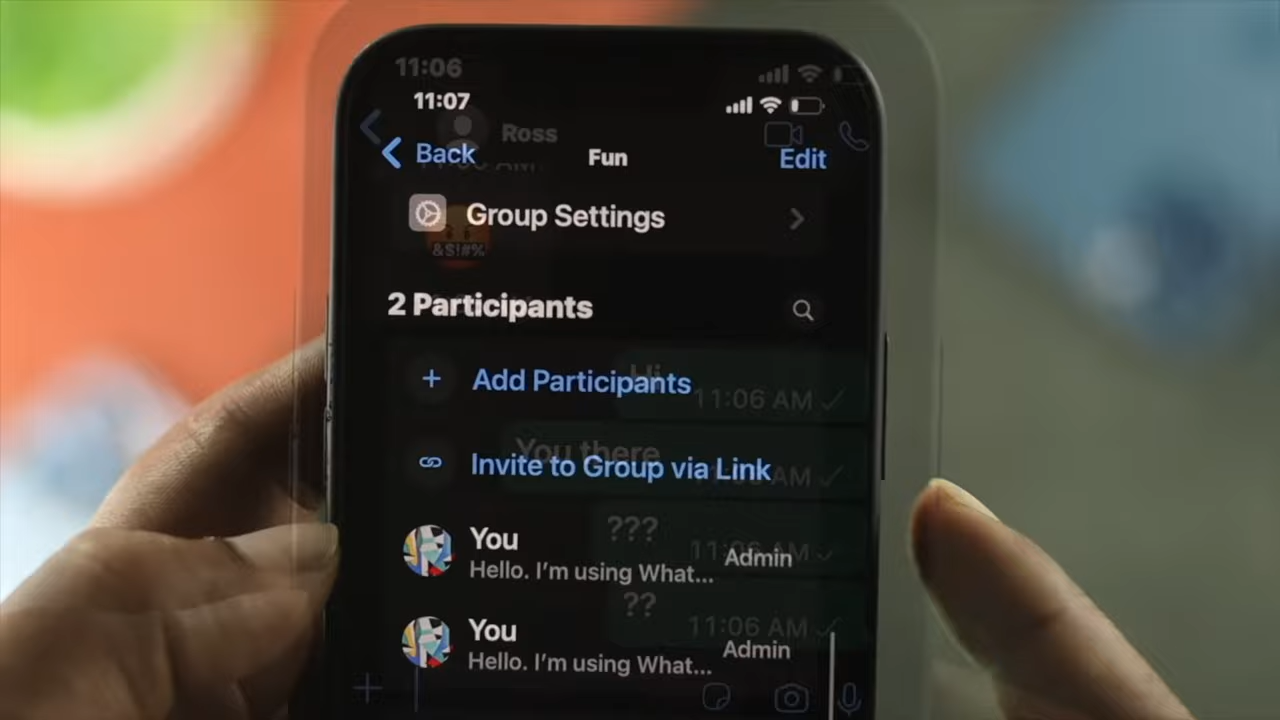 11:06
11:07
Ross
Back
Fun
Edit
Group Settings
&$!#%
2 Participants
Add Participants
Hi
11:06 AM
You there
Invite to Group via Link
AM
???
You
11:06 AM
Admin
Hello. I'm using What...
??
You
11:06 AM
Admin
Hello. I'm using What...